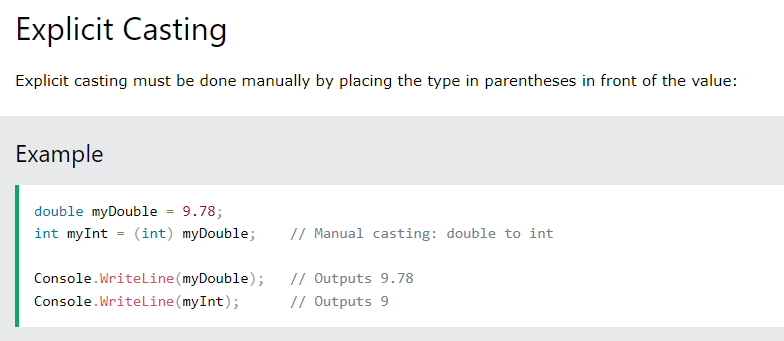 Explicit Casting
Explicit casting must be done manually by placing the type in parentheses in front of the value:
Example
double myDouble = 9.78;
int myInt = (int) myDouble;    // Manual casting: double to int
Console.WriteLine(myDouble);   // Outputs 9.78
Console.WriteLine(myInt);      // Outputs 9